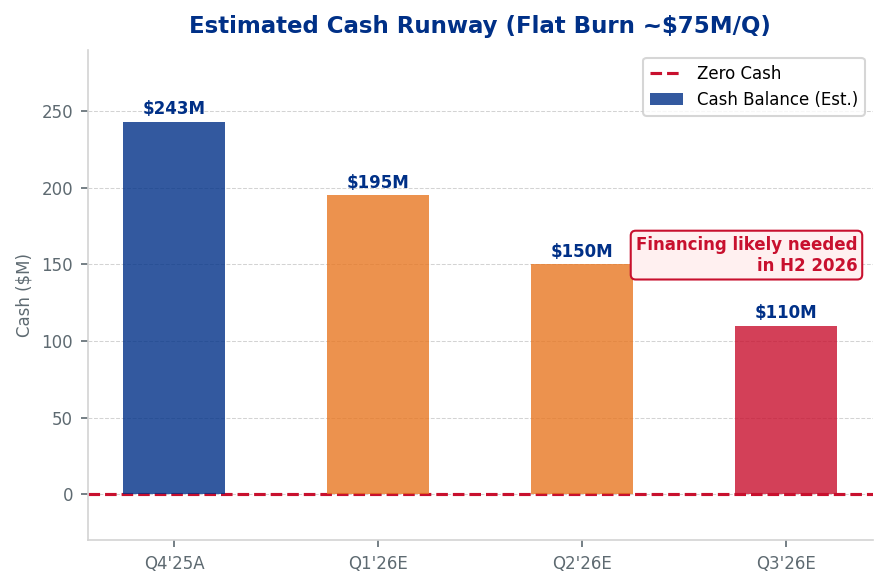 Estimated Cash Runway (Flat Burn ~$75M/Q)
Zero Cash
Cash Balance (Est.)
Cash ($M)
250
200
150
100
50
0
$243M
$195M
$150M
$110M
Financing likely needed
in H2 2026
Q4'25A
Q1'26E
Q2'26E
Q3'26E